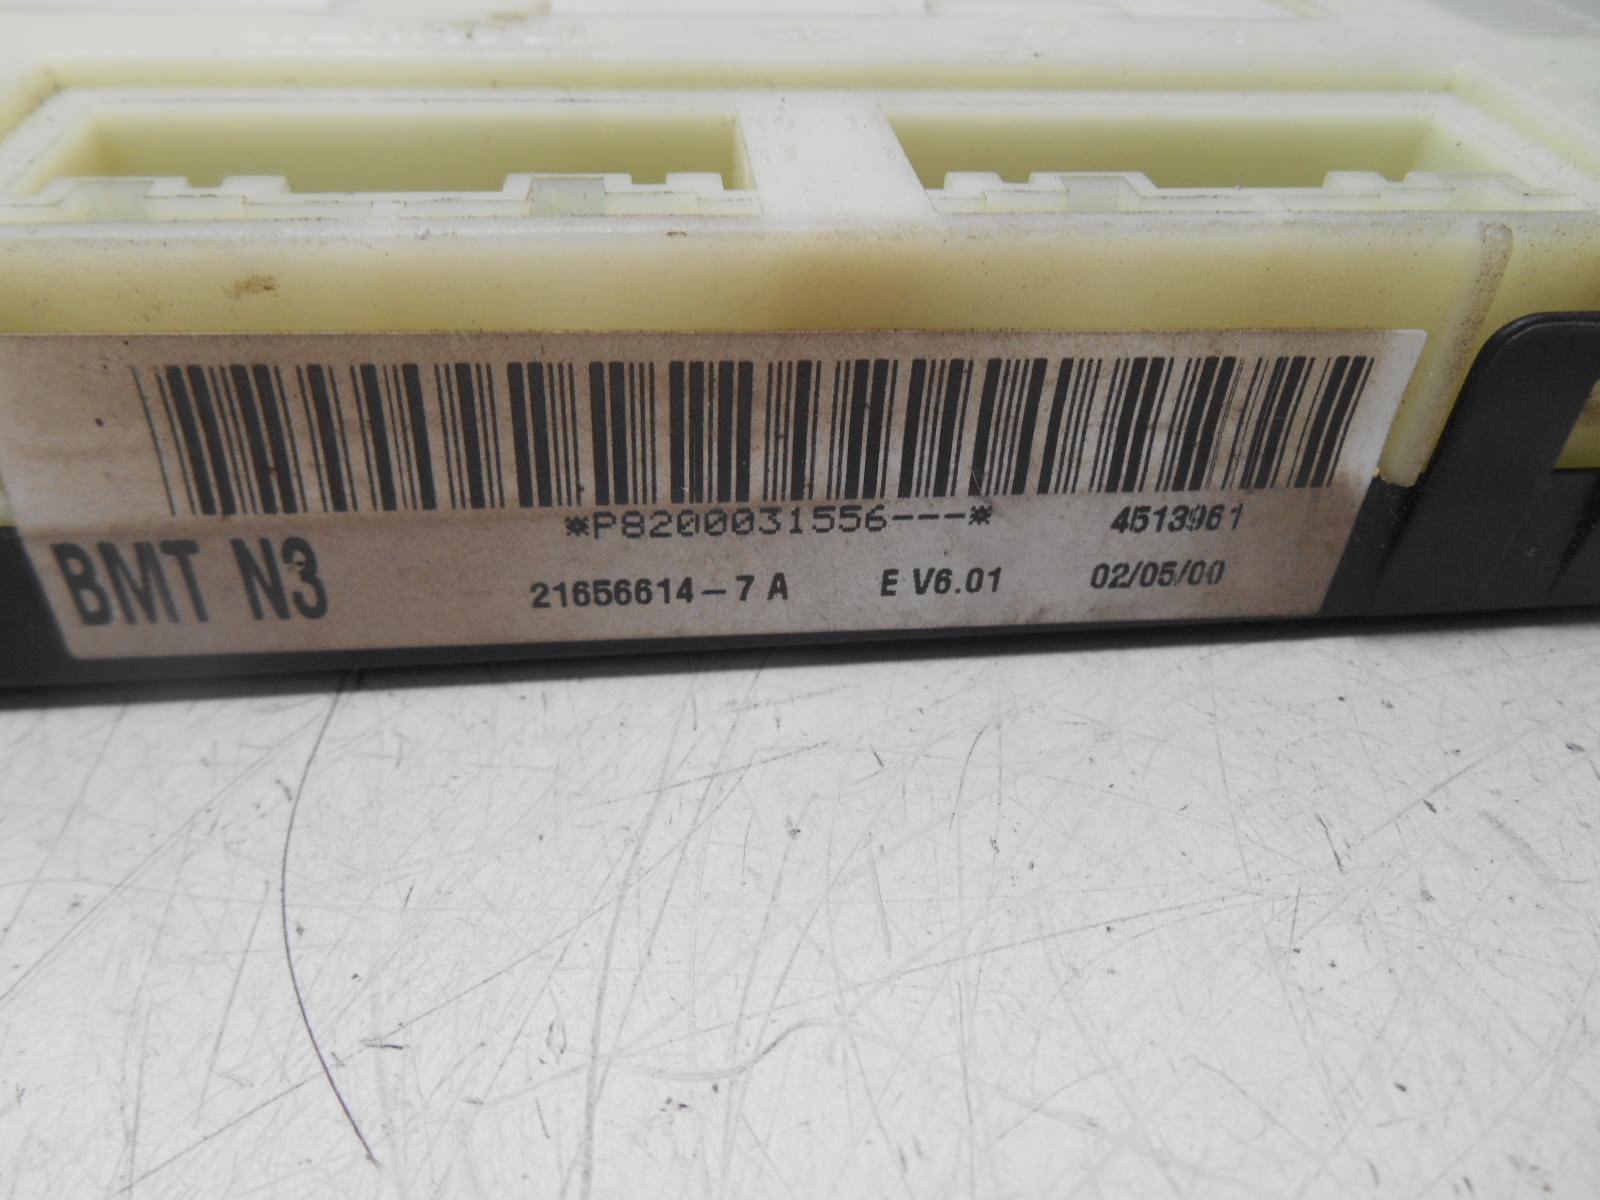 *P8200031556---* 4513961
BMT N3 21656614-7 A E V6.01 02/05/00